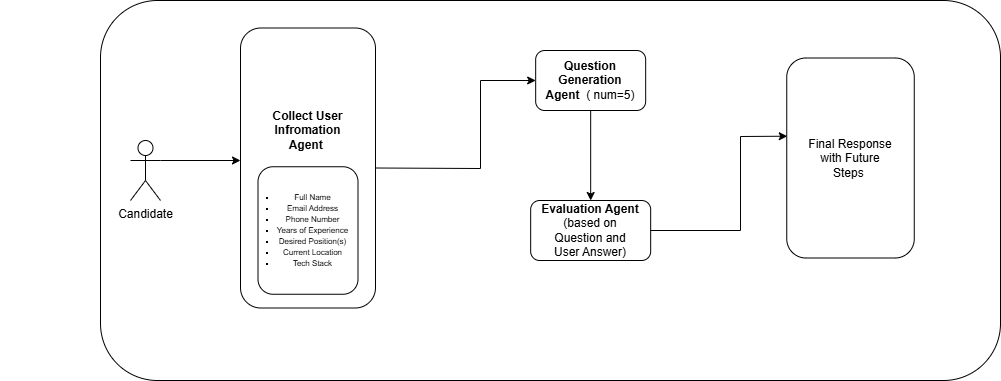 Candidate
Collect User
Infromation
Agent
Full Name
Email Address
Phone Number
Years of Experience
Desired Position(s)
Current Location
Tech Stack
Question
Generation
Agent ( num=5)
Evaluation Agent
(based on
Question and
User Answer)
Final Response
with Future
Steps